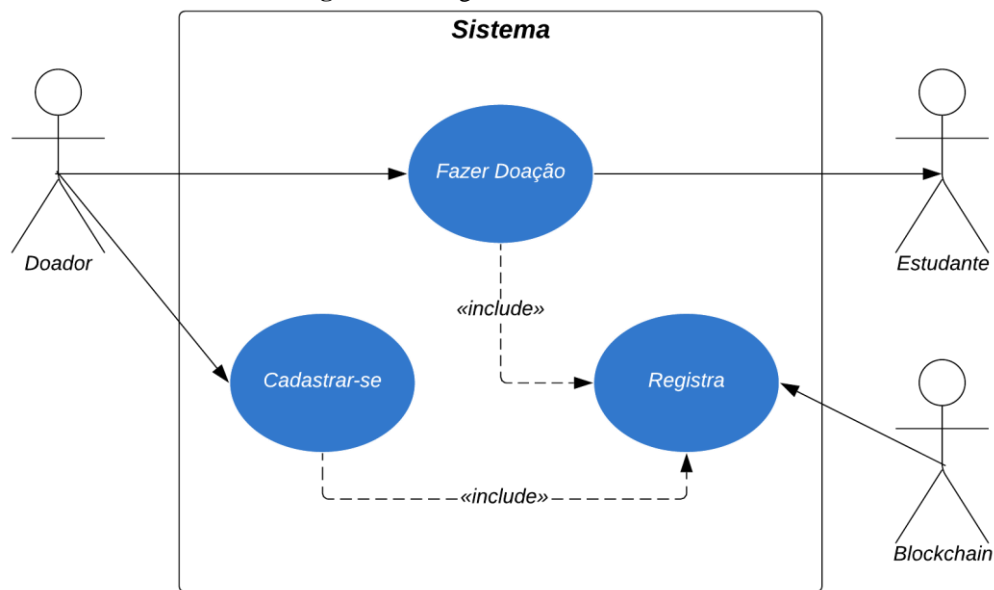 Sistema
Fazer Doação
Doador
Estudante
«include»
Cadastrar-se
Registra
«include»
Blockchain